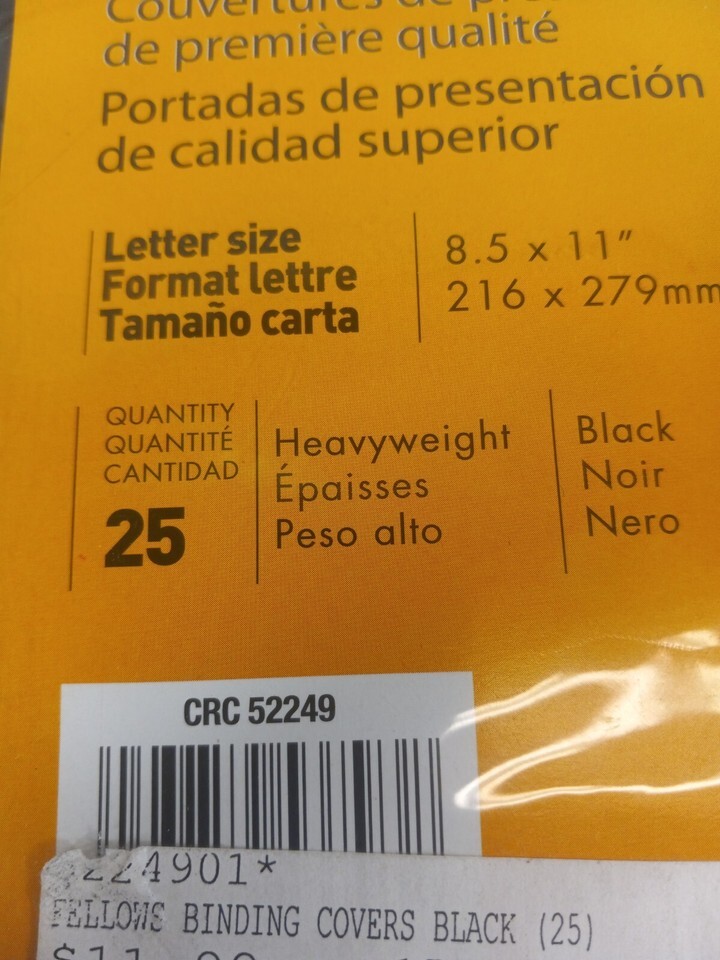 Couvertures de
de première qualité
Portadas de presentación
de calidad superior
Letter size
Format lettre
Tamaño carta
8.5 x 11"
216 x 279mm
QUANTITY
QUANTITÉ
CANTIDAD
25
Heavyweight
Épaisses
Peso alto
Black
Noir
Nero
CRC 52249
224901*
FELLOWS BINDING COVERS BLACK (25)